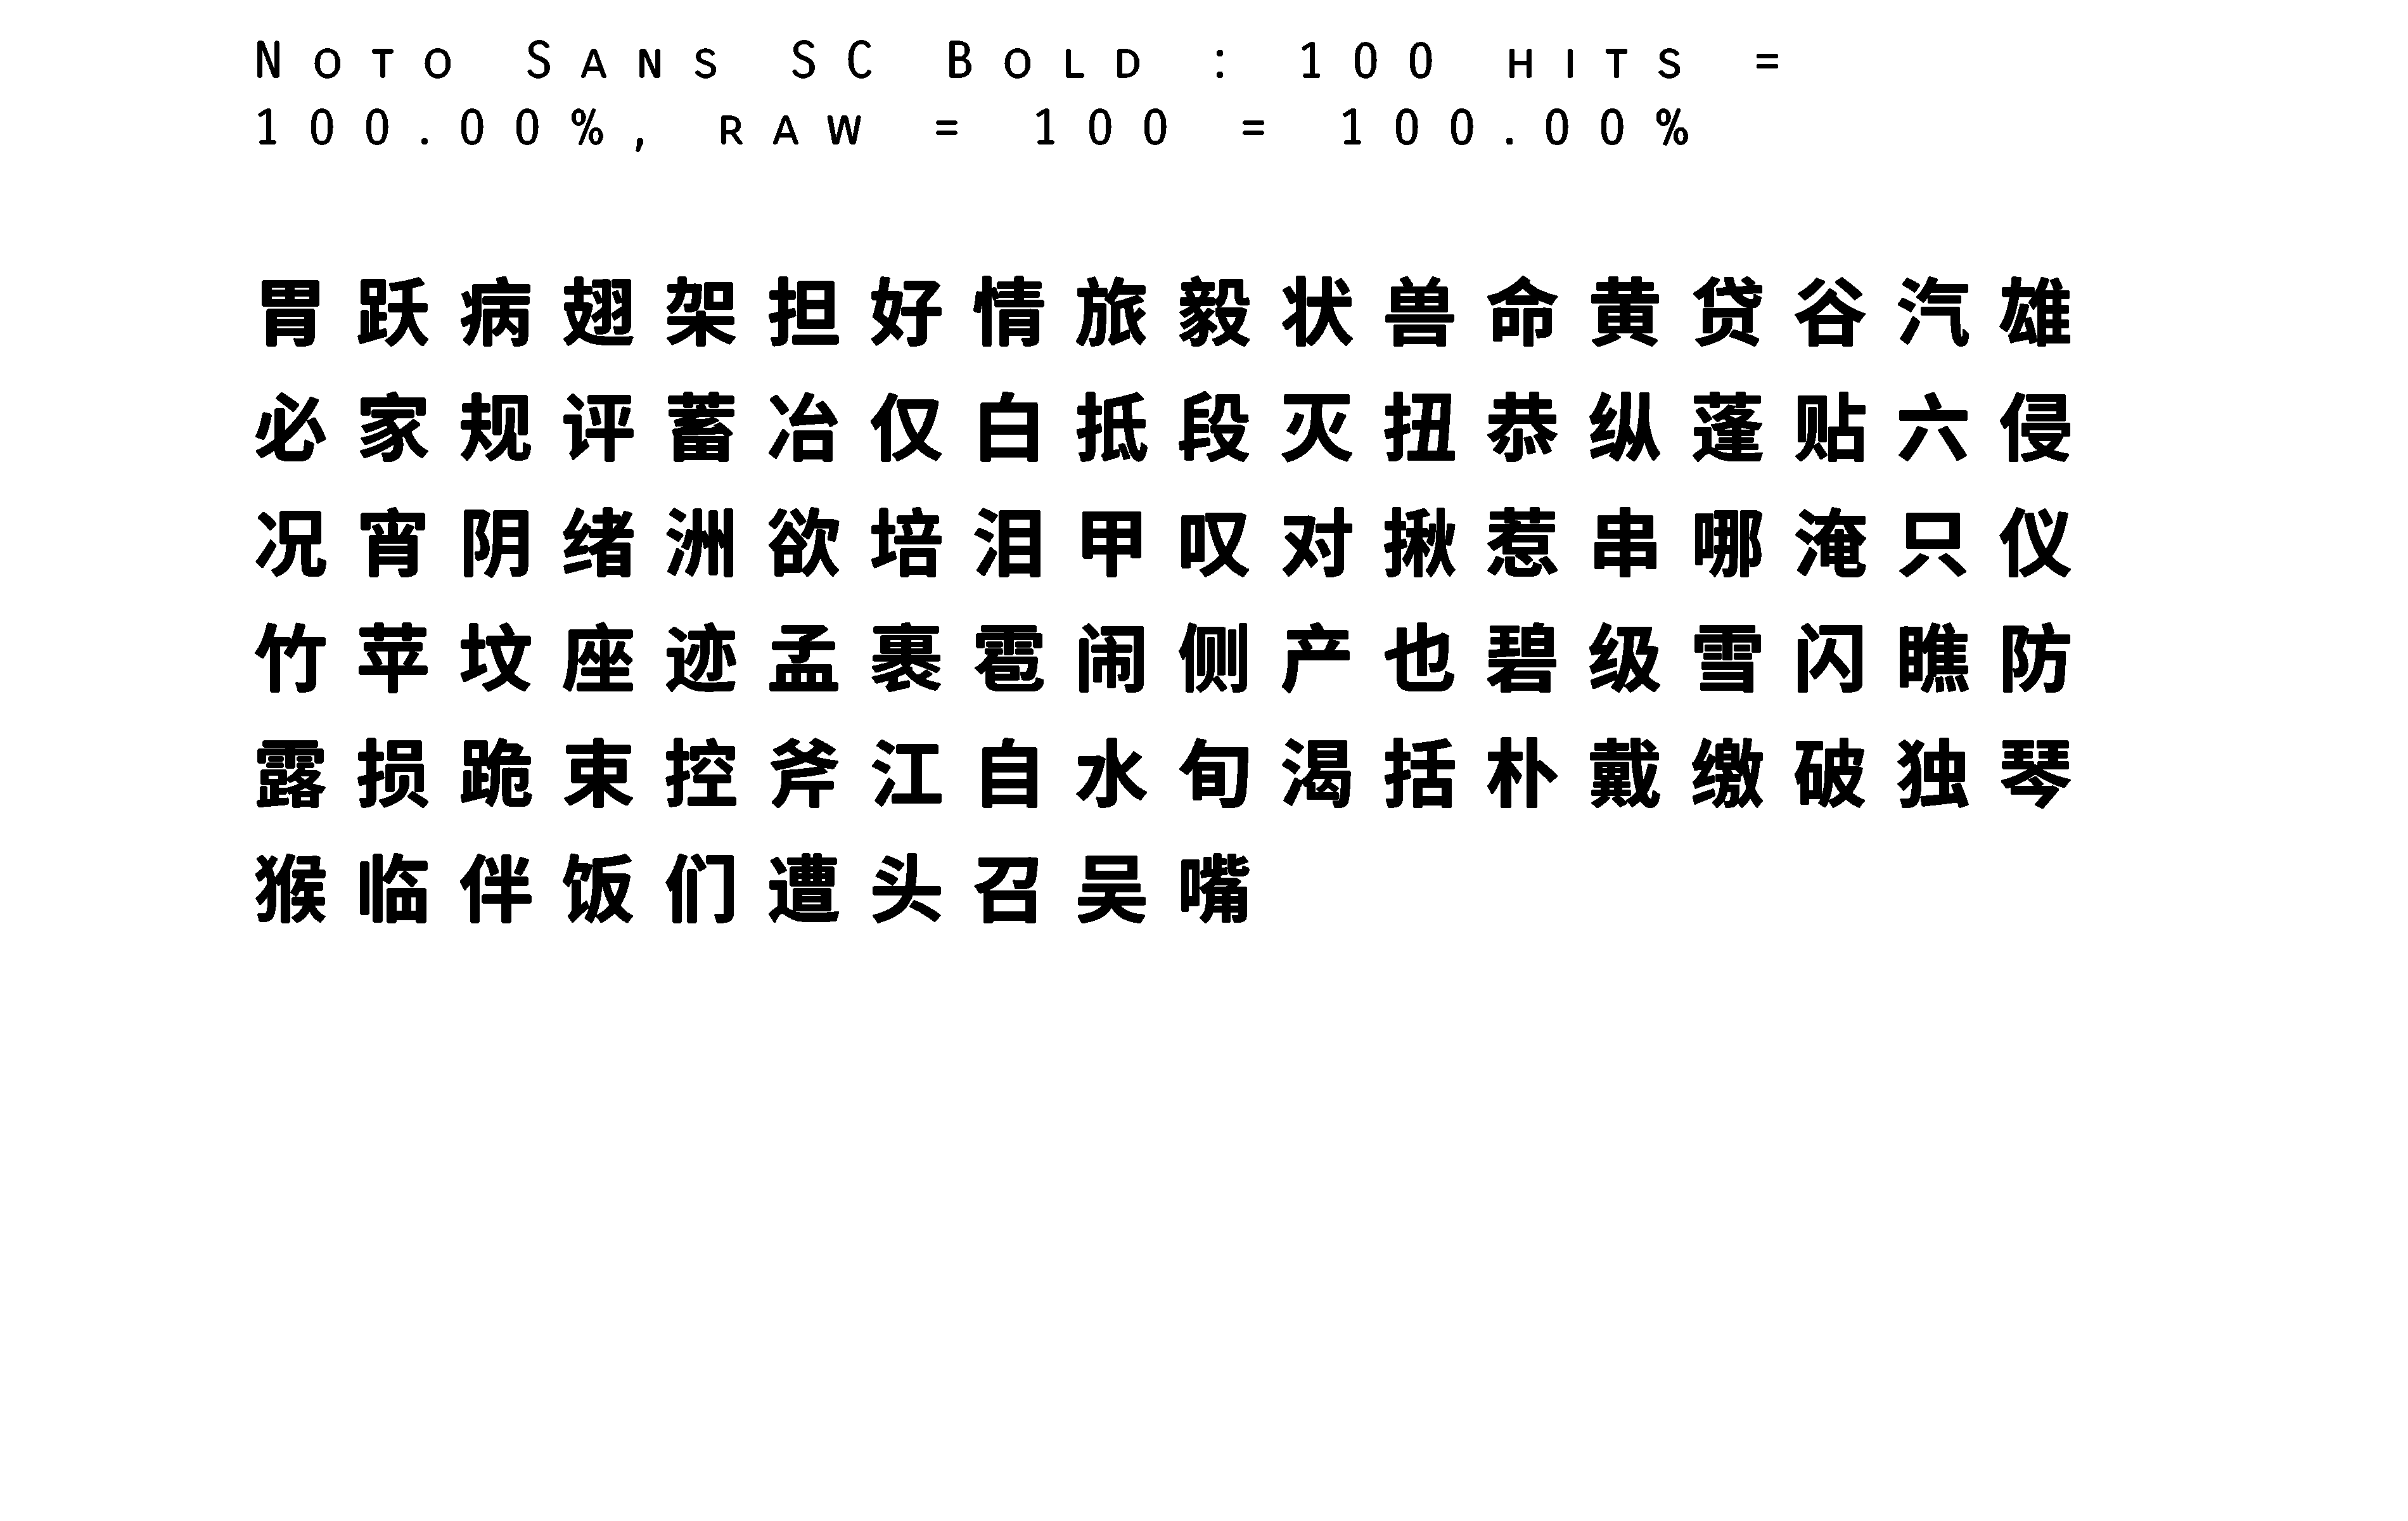 Noto Sans SC Bold : 100 hits =
100.00%, raw = 100 = 100.00%
胃跃病翅架担好情旅毅状兽命黄贷谷汽雄
必家规评蓄冶仅白抵段灭扭恭纵蓬贴六侵
况宵阴绪洲欲培泪甲叹对揪惹串哪淹只仪
竹苹坟座迹孟裹雹闹侧产也碧级雪闪瞧防
露损跪束控斧江自水旬渴括朴戴缴破独琴
猴临伴饭们遭头召吴嘴